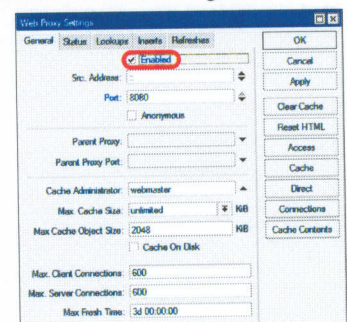 Web Proxy Settings
General Status Lookups Inserts Refreshes
Enabled
Src. Address: ::
Port: 8080
Anonymous
Parent Proxy:
Parent Proxy Port:
Cache Administrator: webmaster
Max. Cache Size: unlimited KiB
Max Cache Object Size: 2048 KiB
Cache On Disk
Max. Client Connections: 600
Max. Server Connections: 600
Max Fresh Time: 3d 00:00:00
OK
Cancel
Apply
Clear Cache
Reset HTML
Access
Cache
Direct
Connections
Cache Contents